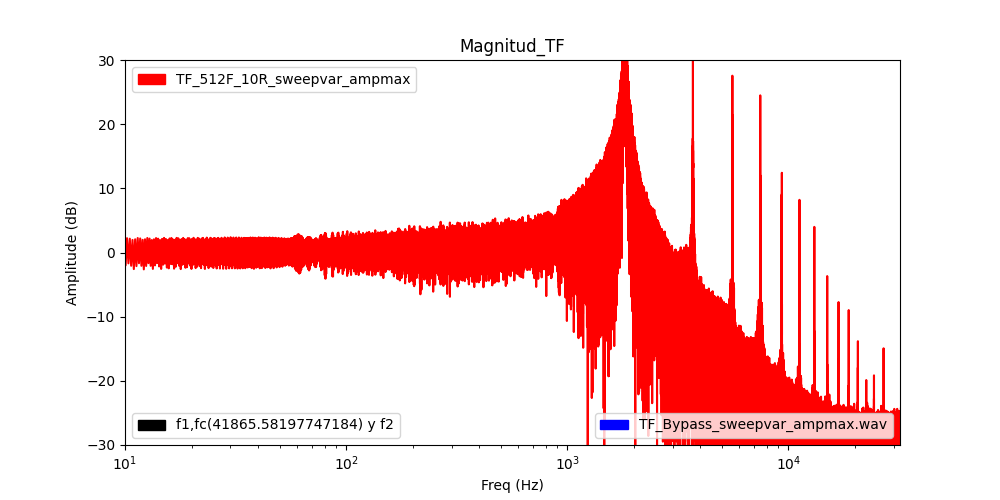 Magnitud_TF
30
20
10
0
−10
−20
−30
Amplitude (dB)
TF_512F_10R_sweepvar_ampmax
f1,fc(41865.58197747184) y f2
TF_Bypass_sweepvar_ampmax.wav
10¹
10²
10³
10⁴
Freq (Hz)